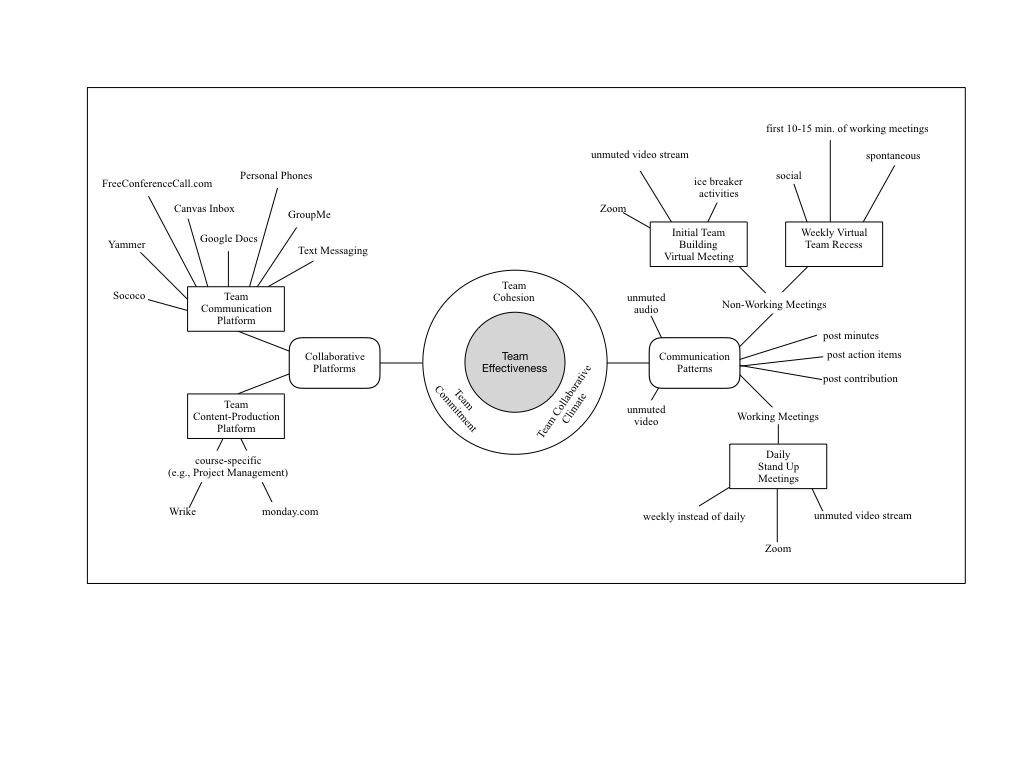 first 10-15 min. of working meetings
unmuted video stream
spontaneous
FreeConferenceCall.com
Personal Phones
social
ice breaker
activities
Canvas Inbox
GroupMe
Zoom
Yammer
Google Docs
Text Messaging
Initial Team
Building
Virtual Meeting
Weekly Virtual
Team Recess
Sococo
Team
Communication
Platform
Team
Cohesion
unmuted
audio
Non-Working Meetings
Collaborative
Platforms
Team
Effectiveness
Communication
Patterns
post minutes
post action items
post contribution
Team
Commitment
Team Collaborative
Climate
Team
Content-Production
Platform
unmuted
video
Working Meetings
course-specific
(e.g., Project Management)
Daily
Stand Up
Meetings
Wrike
monday.com
weekly instead of daily
unmuted video stream
Zoom